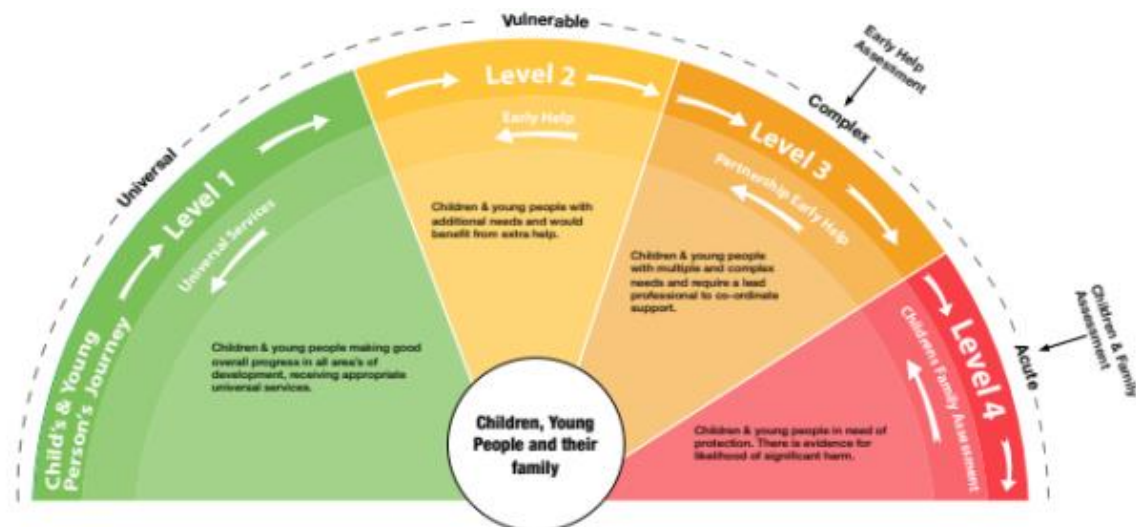 Vulnerable
Early Help
Assessment
Universal
Complex
Level 1
Level 2
Level 3
Level 4
Acute
Children & Family
Assessment
Child's & Young
Person's Journey
Universal Services
Early Help
Partnership Early Help
Childrens Family Assessment
Children & young people making good
overall progress in all area's of
development, receiving appropriate
universal services.
Children & young people with
additional needs and would
benefit from extra help.
Children & young people
with multiple and complex
needs and require a lead
professional to co-ordinate
support.
Children & young people in need of
protection. There is evidence for
likelihood of significant harm.
Children, Young
People and their
family